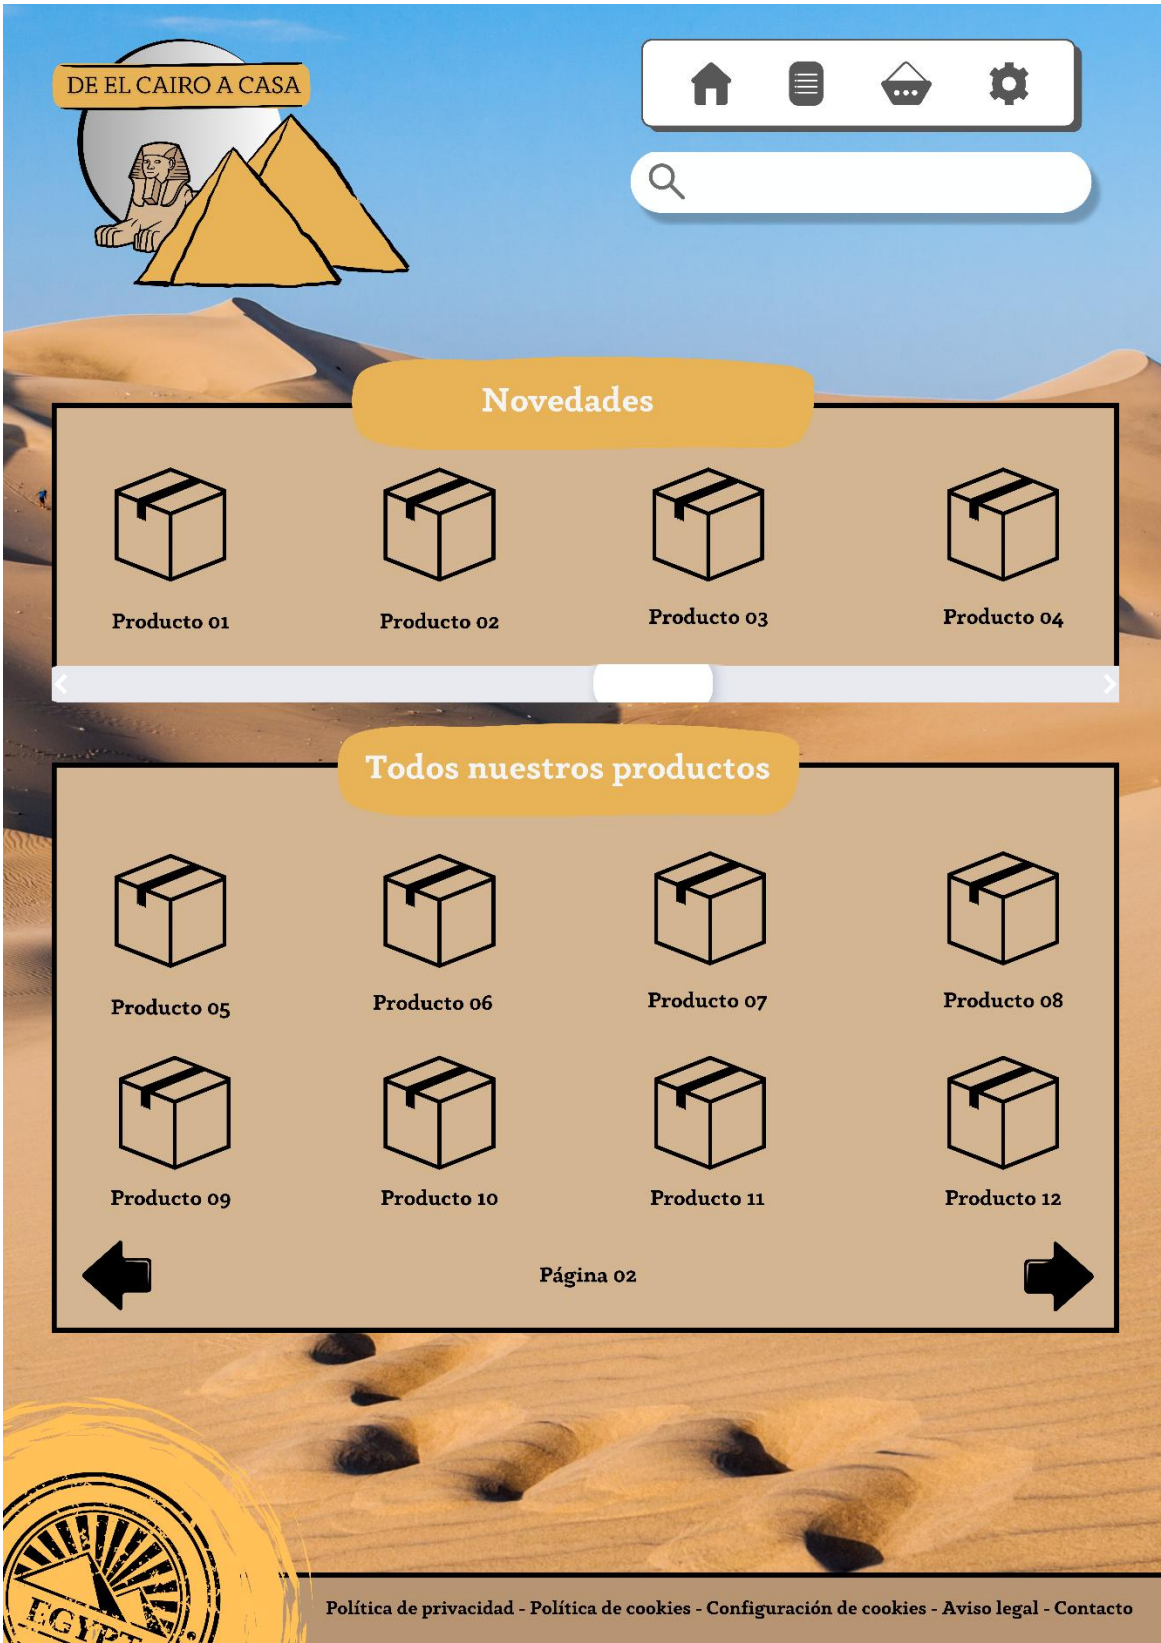 DE EL CAIRO A CASA
Novedades
Producto 01
Producto 02
Producto 03
Producto 04
Todos nuestros productos
Producto 05
Producto 06
Producto 07
Producto 08
Producto 09
Producto 10
Producto 11
Producto 12
Página 02
EGYPT
Política de privacidad - Política de cookies - Configuración de cookies - Aviso legal - Contacto